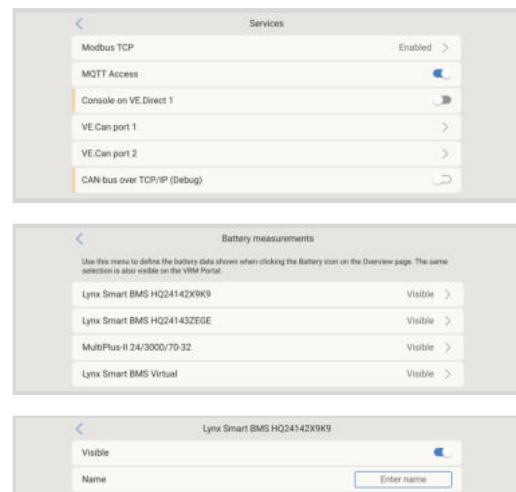 Services
Modbus TCP Enabled
MQTT Access
Console on VE.Direct 1
VE.Can port 1
VE.Can port 2
CAN-bus over TCP/IP (Debug)
Battery measurements
Use this menu to define the battery data shown when clicking the Battery icon on the Overview page. The same
selection is also visible on the VRM Portal.
Lynx Smart BMS HQ24142X9K9 Visible
Lynx Smart BMS HQ24143ZEGE Visible
MultiPlus-II 24/3000/70-32 Visible
Lynx Smart BMS Virtual Visible
Lynx Smart BMS HQ24142X9K9
Visible
Name Enter name